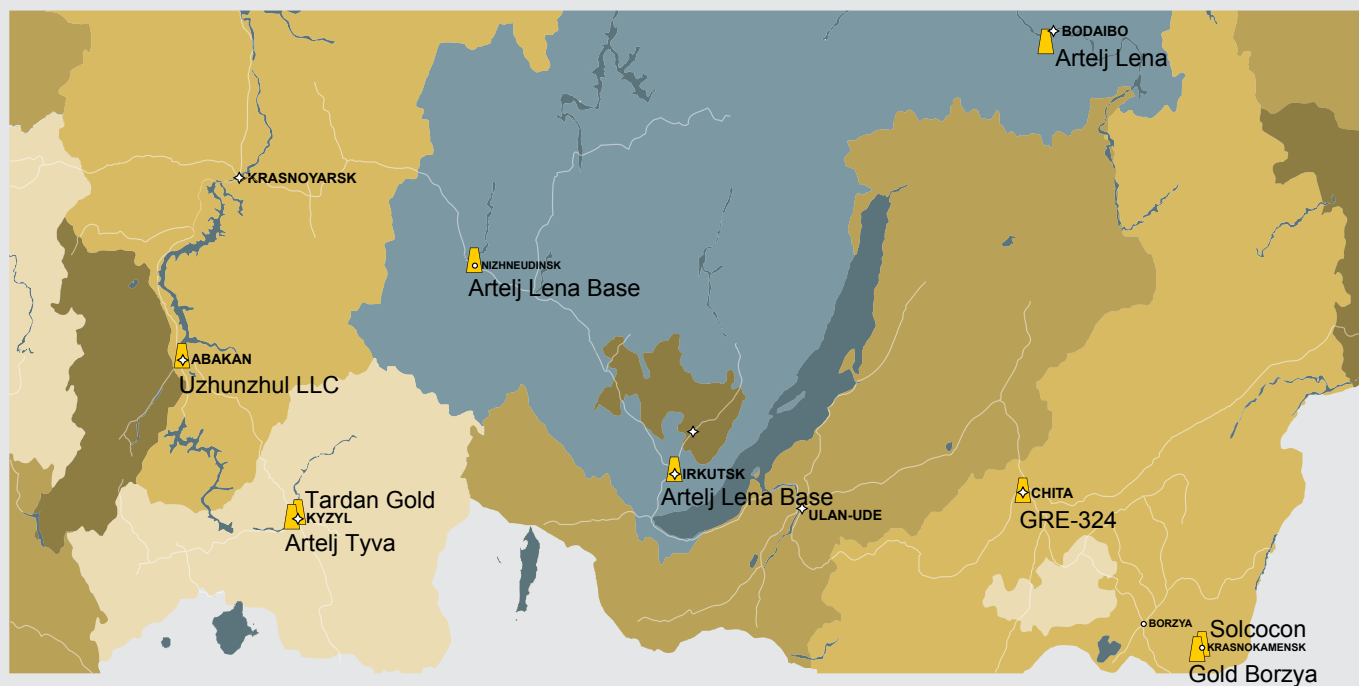 BODAIBO
Artelj Lena
KRASNOYARSK
NIZHNEUDINSK
Artelj Lena Base
ABAKAN
Uzhunzhul LLC
IRKUTSK
Artelj Lena Base
Tardan Gold
KYZYL
Artelj Tyva
ULAN-UDE
CHITA
GRE-324
BORZYA
Solcocon
KRASNOKAMENSK
Gold Borzya